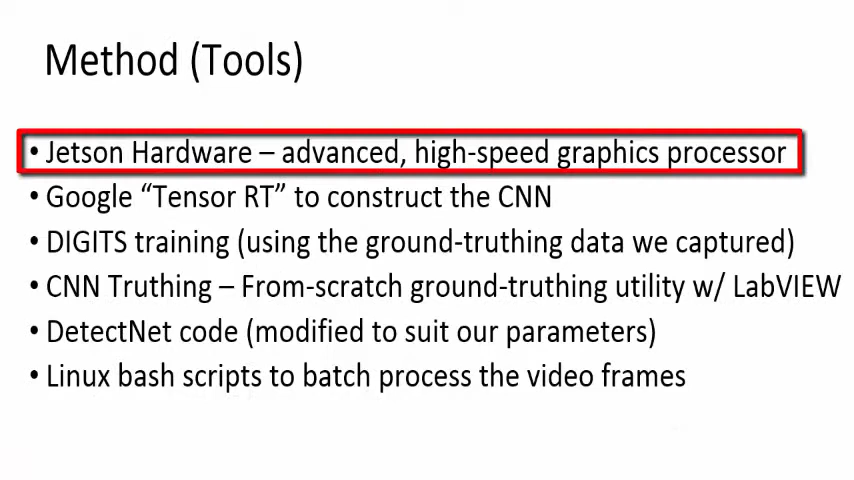 Method (Tools)
• Jetson Hardware – advanced, high-speed graphics processor
• Google “Tensor RT” to construct the CNN
• DIGITS training (using the ground-truthing data we captured)
• CNN Truthing – From-scratch ground-truthing utility w/ LabVIEW
• DetectNet code (modified to suit our parameters)
• Linux bash scripts to batch process the video frames